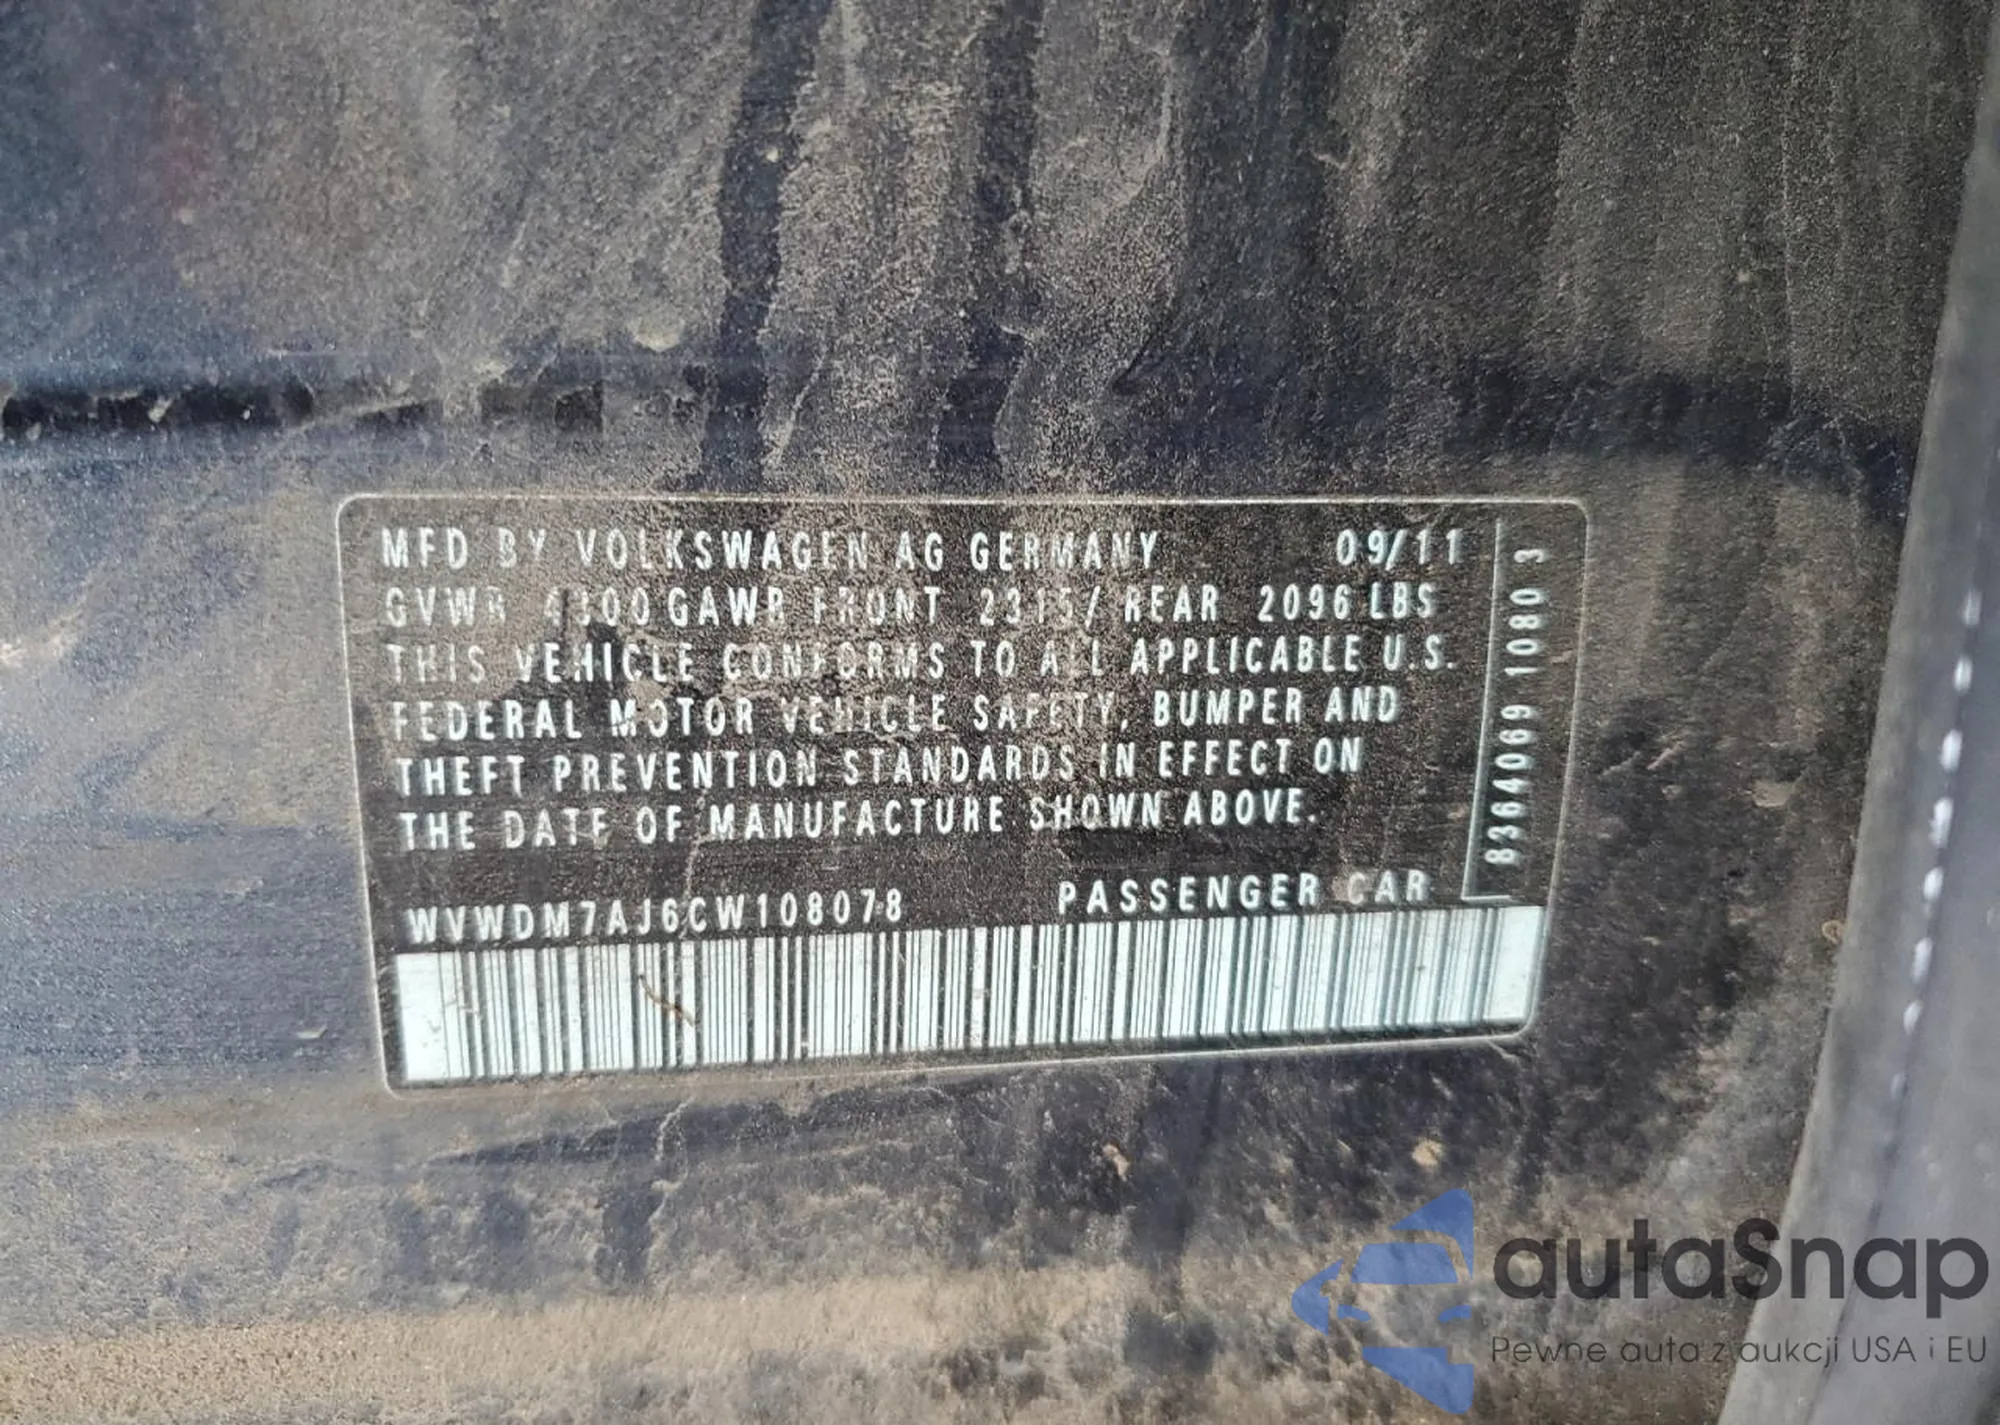 MFD BY VOLKSWAGEN AG GERMANY 09/11
GVWR 4300 GAWR FRONT 2315/ REAR 2096 LBS
THIS VEHICLE CONFORMS TO ALL APPLICABLE U.S.
FEDERAL MOTOR VEHICLE SAFETY, BUMPER AND
THEFT PREVENTION STANDARDS IN EFFECT ON
THE DATE OF MANUFACTURE SHOWN ABOVE.
WVWDM7AJ6CW108078 PASSENGER CAR
8364069 1080 3
autaSnap
Pewne auta z aukcji USA i EU